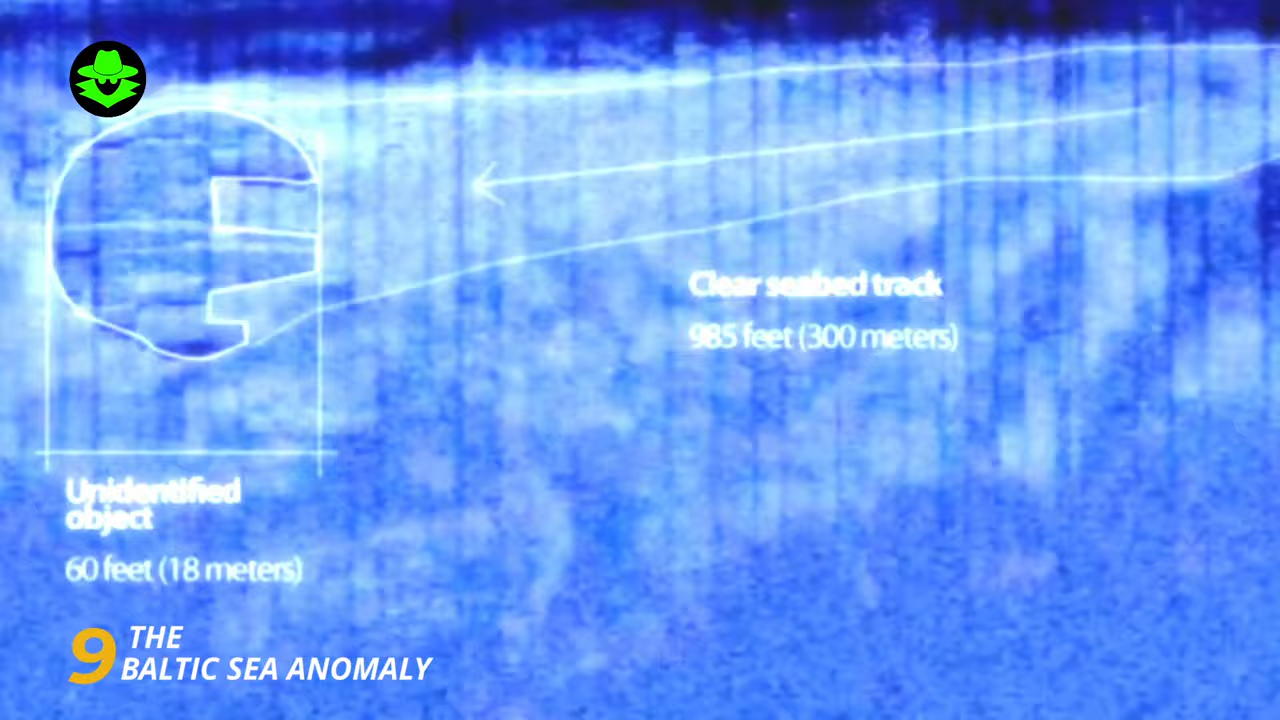 Clear seabed track
985 feet (300 meters)
Unidentified
object
60 feet (18 meters)
9 THE
BALTIC SEA ANOMALY